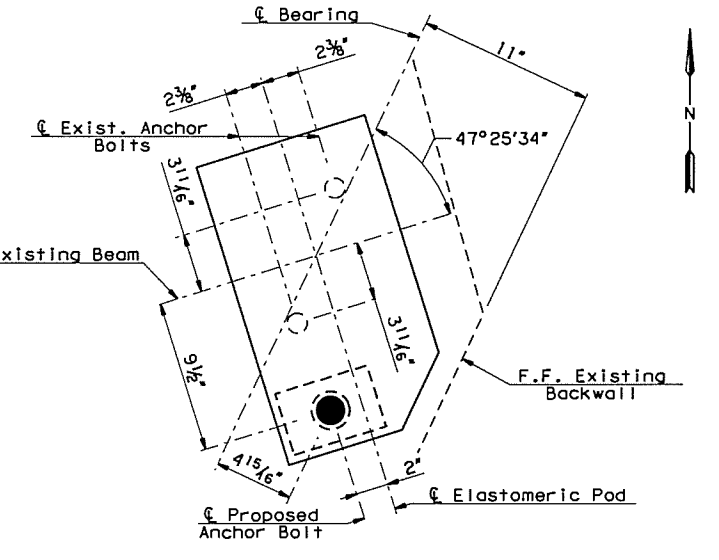 ℄ Bearing
11"
2⅜"
2⅜"
N
℄ Exist. Anchor
Bolts
47°25'34"
3 11/16"
xisting Beam
3 11/16"
9½"
F.F. Existing
Backwall
4 15/16"
2"
℄ Elastomeric Pad
℄ Proposed
Anchor Bolt